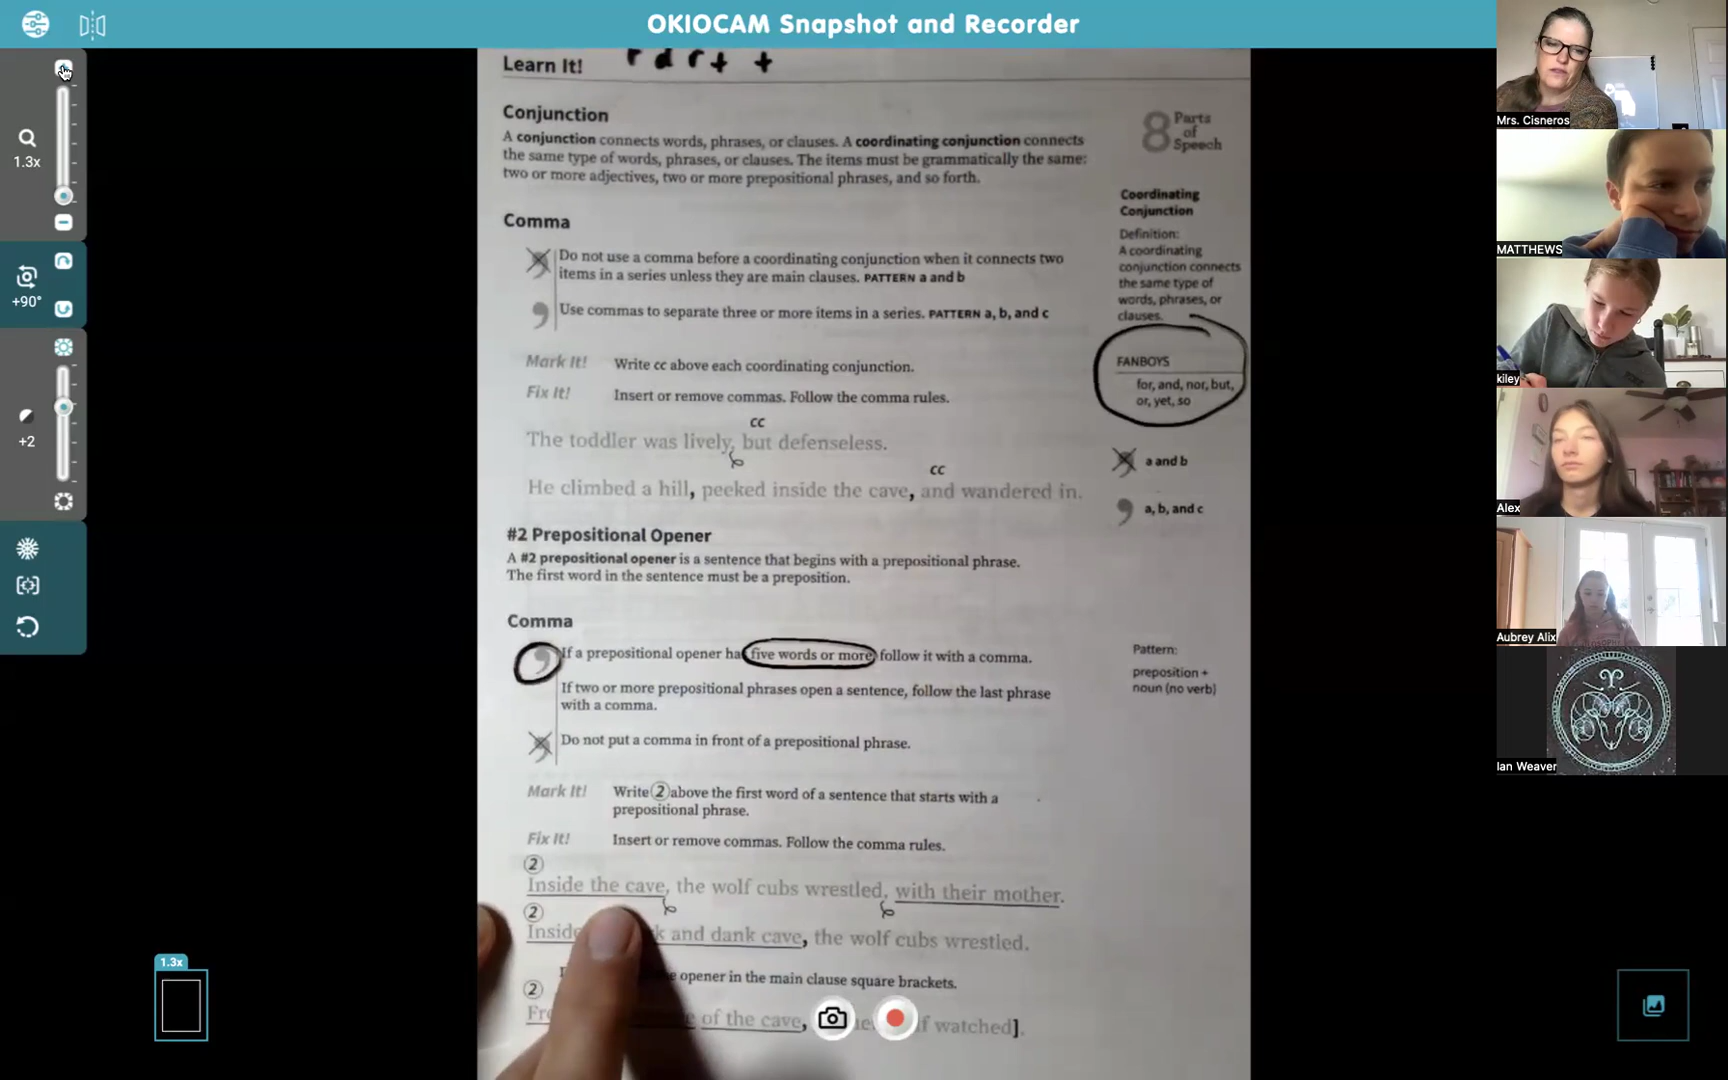 OKIOCAM Snapshot and Recorder
1.3x
+90°
+2
1.3x
Learn It!
Part +
Conjunction
A conjunction connects words, phrases, or clauses. A coordinating conjunction connects
the same type of words, phrases, or clauses. The items must be grammatically the same:
two or more adjectives, two or more prepositional phrases, and so forth.
Comma
Do not use a comma before a coordinating conjunction when it connects two
items in a series unless they are main clauses. PATTERN a and b
Use commas to separate three or more items in a series. PATTERN a, b, and c
Mark It! Write cc above each coordinating conjunction.
Fix It! Insert or remove commas. Follow the comma rules.
cc
The toddler was lively, but defenseless.
cc
He climbed a hill, peeked inside the cave, and wandered in.
#2 Prepositional Opener
A #2 prepositional opener is a sentence that begins with a prepositional phrase.
The first word in the sentence must be a preposition.
Comma
If a prepositional opener has five words or more, follow it with a comma.
If two or more prepositional phrases open a sentence, follow the last phrase
with a comma.
Do not put a comma in front of a prepositional phrase.
Mark It! Write 2 above the first word of a sentence that starts with a
prepositional phrase.
Fix It! Insert or remove commas. Follow the comma rules.
2
Inside the cave, the wolf cubs wrestled, with their mother.
2
Inside and dank cave, the wolf cubs wrestled.
opener in the main clause square brackets.
2
of the cave, watched].
8 Parts
of
Speech
Coordinating
Conjunction
Definition:
A coordinating
conjunction connects
the same type of
words, phrases, or
clauses.
FANBOYS
for, and, nor, but,
or, yet, so
a and b
a, b, and c
Pattern:
preposition +
noun (no verb)
Mrs. Cisneros
MATTHEWS
kiley
Alex
Aubrey Alix
Ian Weaver